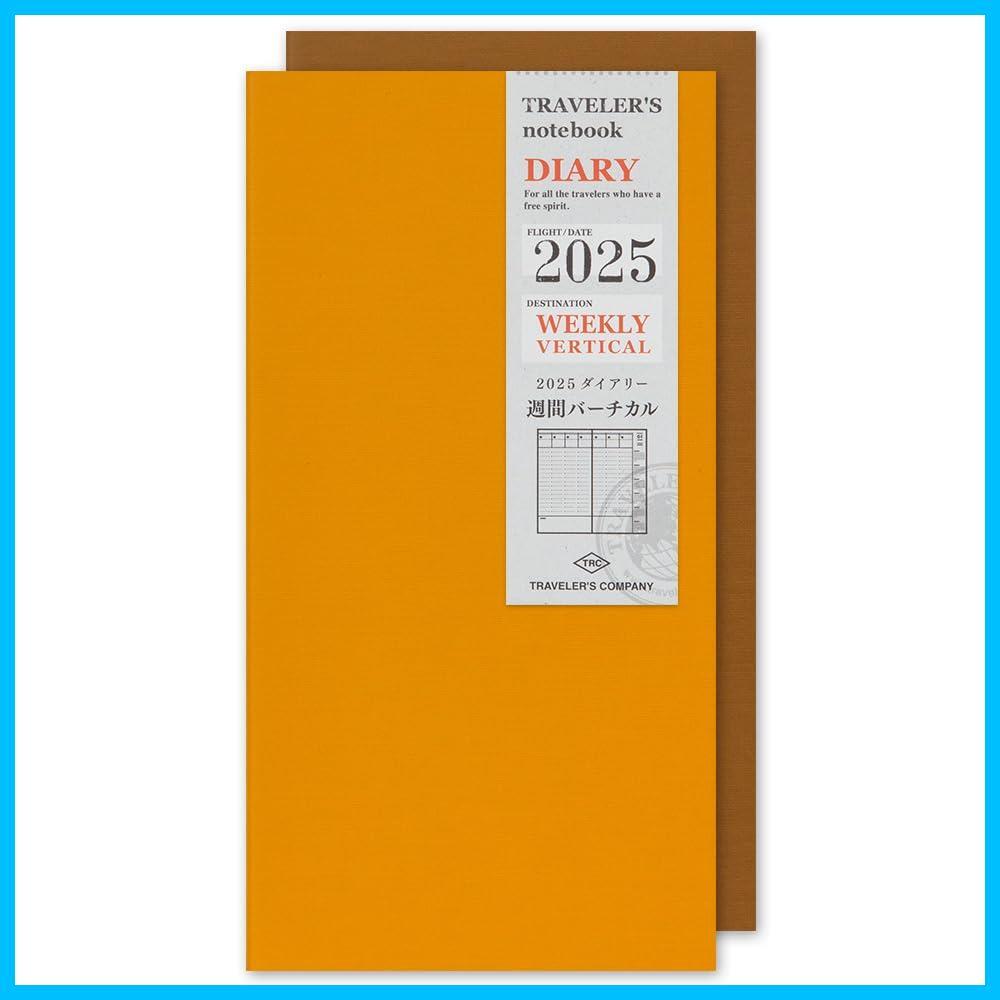 TRAVELER'S
notebook
DIARY
For all the travelers who have a
free spirit.
FLIGHT/DATE
2025
DESTINATION
WEEKLY
VERTICAL
2025 ダイアリー
週間バーチカル
TRC
TRAVELER'S COMPANY